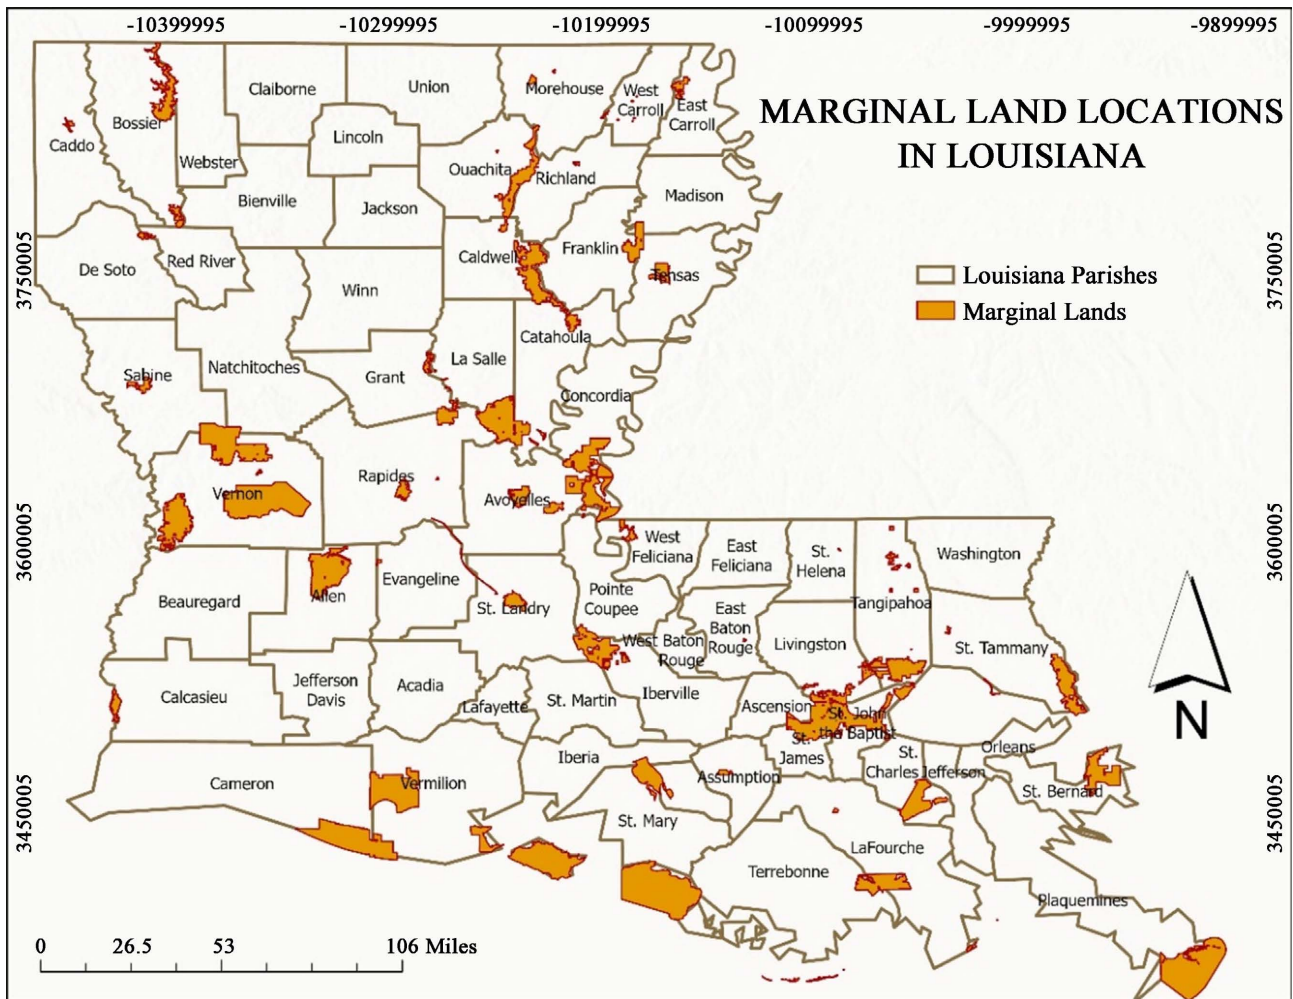 -10399995 -10299995 -10199995 -10099995 -9999995 -9899995
MARGINAL LAND LOCATIONS
IN LOUISIANA
Claiborne
Union
Morehouse
West
Carroll
East
Carroll
Bossier
Caddo
Lincoln
Webster
Ouachita
Richland
Madison
Bienville
Jackson
Caldwell
Franklin
Tensas
De Soto
Red River
Winn
3750005
3750005
Louisiana Parishes
Marginal Lands
Catahoula
La Salle
Sabine
Natchitoches
Grant
Concordia
Rapides
Vernon
Avoyelles
3600005
3600005
West
Feliciana
East
Feliciana
St.
Helena
Washington
Beauregard
Allen
Evangeline
St. Landry
Pointe
Coupee
East
Baton
Rouge
Tangipahoa
West Baton
Rouge
Livingston
St. Tammany
Calcasieu
Jefferson
Davis
Acadia
Lafayette
St. Martin
Iberville
Ascension
St. John
the Baptist
St.
James
N
Iberia
Assumption
St.
Charles
Jefferson
Orleans
Cameron
Vermilion
St. Bernard
3450005
3450005
St. Mary
LaFourche
Terrebonne
Plaquemines
0 26.5 53 106 Miles